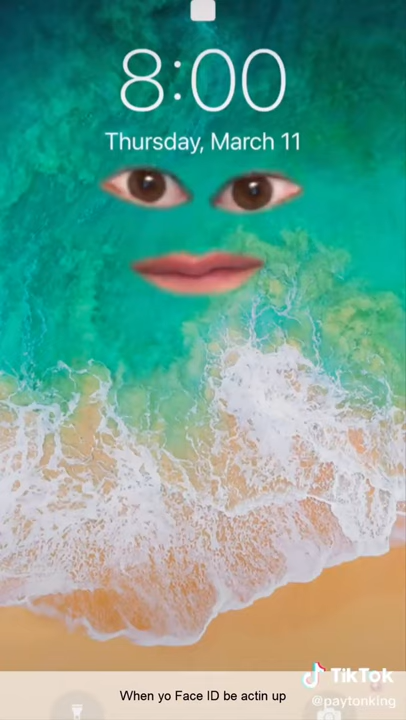 8:00
Thursday, March 11
TikTok
When yo Face ID be actin up
@paytonking